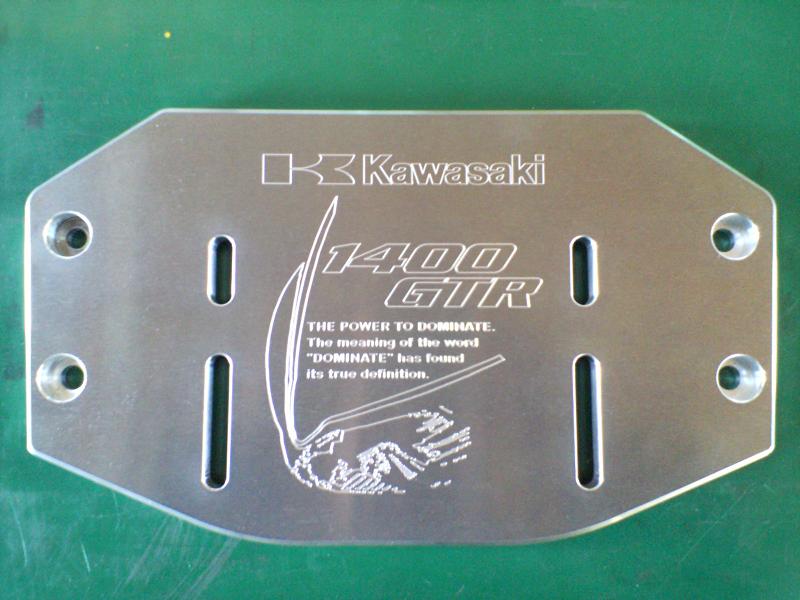 Kawasaki
1400
GTR
THE POWER TO DOMINATE.
The meaning of the word
"DOMINATE" has found
its true definition.